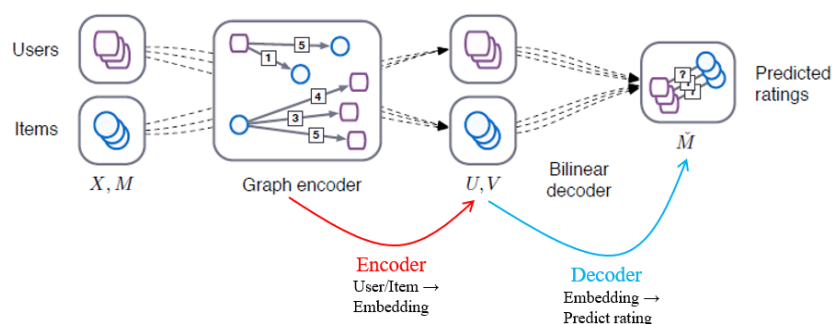 Users
Items
X, M
5
1
4
3
5
Graph encoder
U, V
Bilinear
decoder
?
Predicted
ratings
M̌
Encoder
User/Item →
Embedding
Decoder
Embedding →
Predict rating